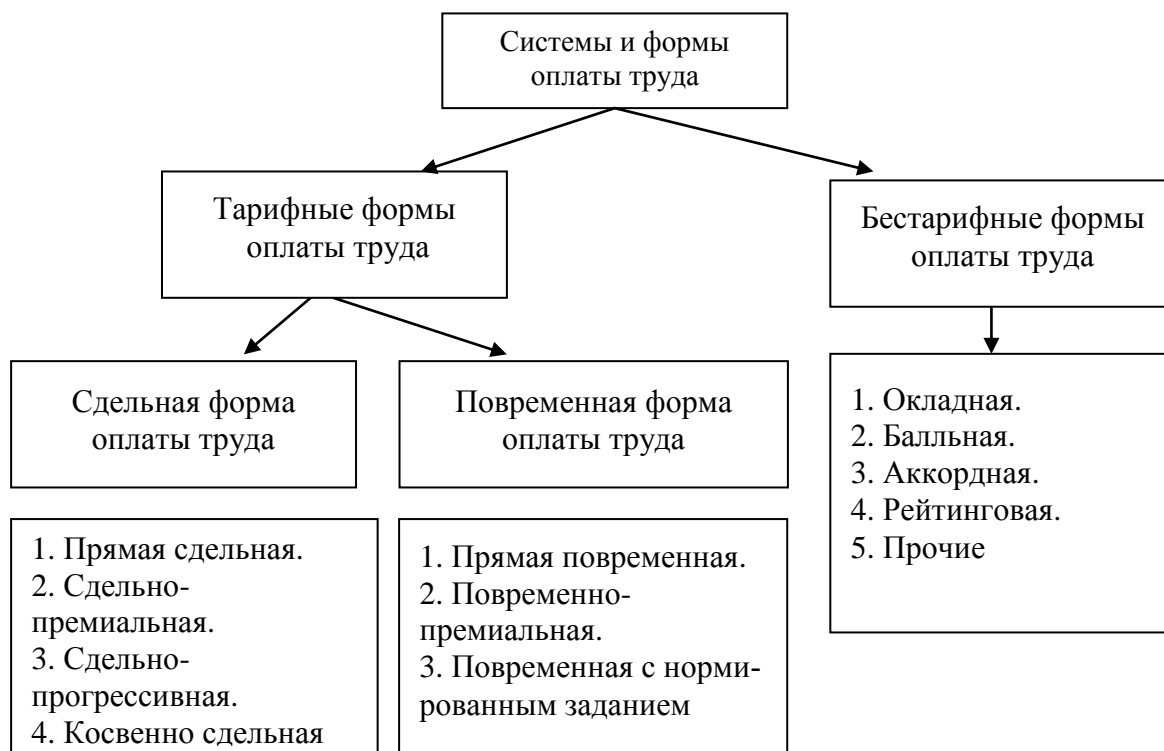 Системы и формы
оплаты труда
Тарифные формы
оплаты труда
Бестарифные формы
оплаты труда
Сдельная форма
оплаты труда
Повременная форма
оплаты труда
1. Окладная.
2. Балльная.
3. Аккордная.
4. Рейтинговая.
5. Прочие
1. Прямая сдельная.
2. Сдельно-
премиальная.
3. Сдельно-
прогрессивная.
4. Косвенно сдельная
1. Прямая повременная.
2. Повременно-
премиальная.
3. Повременная с норми-
рованным заданием